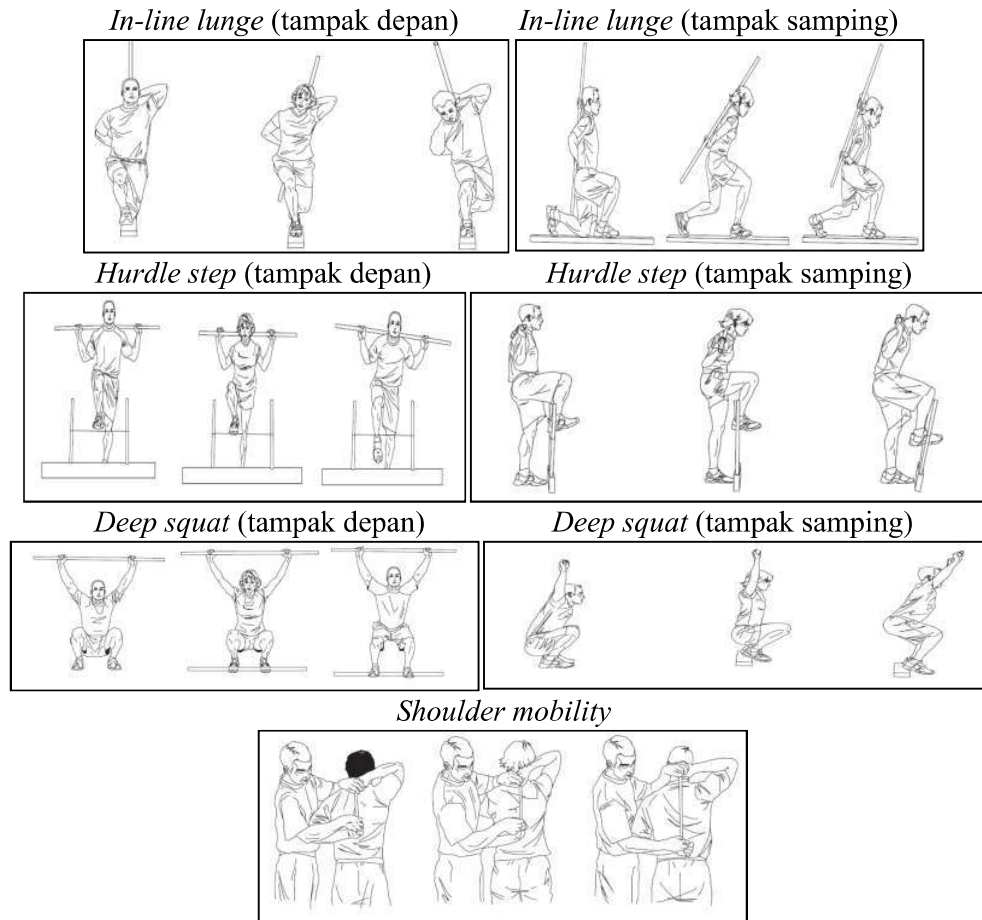 In-line lunge (tampak depan)
In-line lunge (tampak samping)
Hurdle step (tampak depan)
Hurdle step (tampak samping)
Deep squat (tampak depan)
Deep squat (tampak samping)
Shoulder mobility